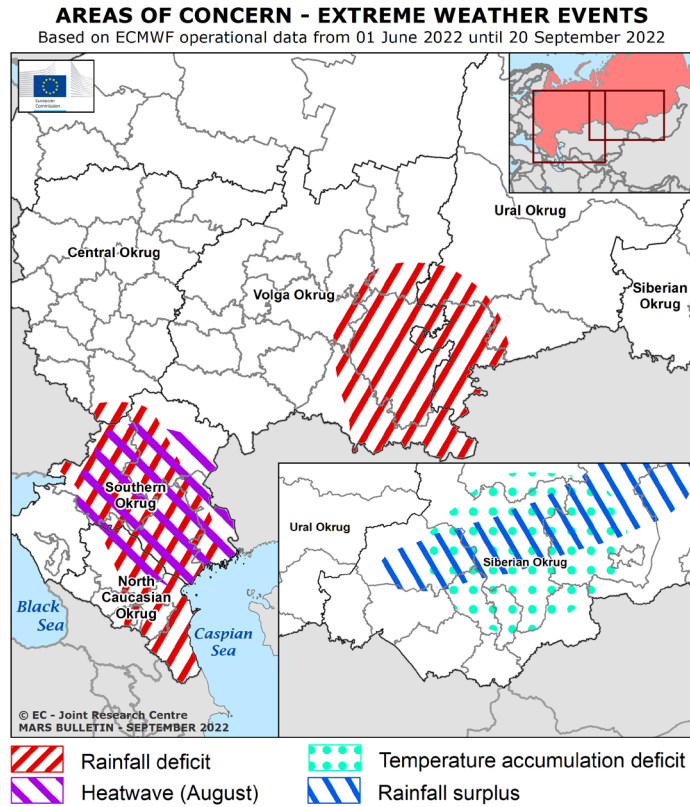 AREAS OF CONCERN - EXTREME WEATHER EVENTS
Based on ECMWF operational data from 01 June 2022 until 20 September 2022
European
Commission
Ural Okrug
Central Okrug
Siberian
Okrug
Volga Okrug
Southern
Okrug
Ural Okrug
Siberian Okrug
North
Caucasian
Okrug
Black
Sea
Caspian
Sea
© EC - Joint Research Centre
MARS BULLETIN - SEPTEMBER 2022
Rainfall deficit
Temperature accumulation deficit
Heatwave (August)
Rainfall surplus